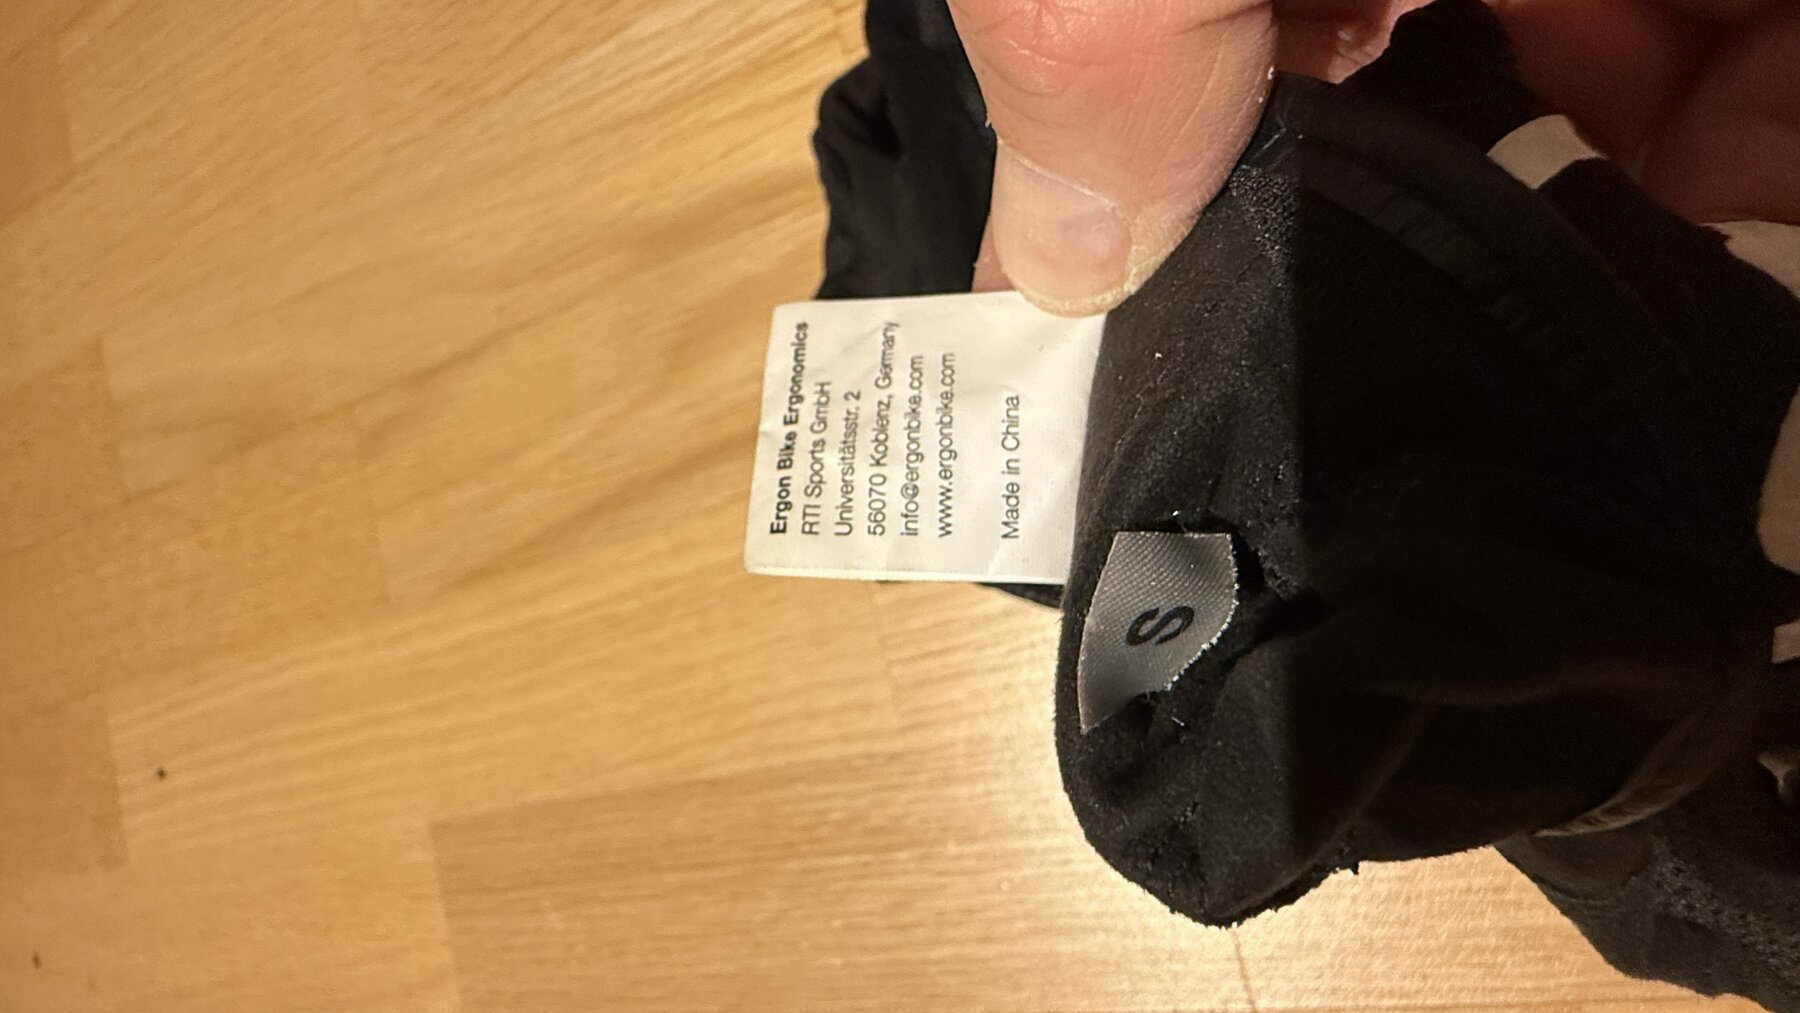 Ergon Bike Ergonomics
RTI Sports GmbH
Universitätsstr. 2
56070 Koblenz, Germany
info@ergonbike.com
www.ergonbike.com
Made in China
S